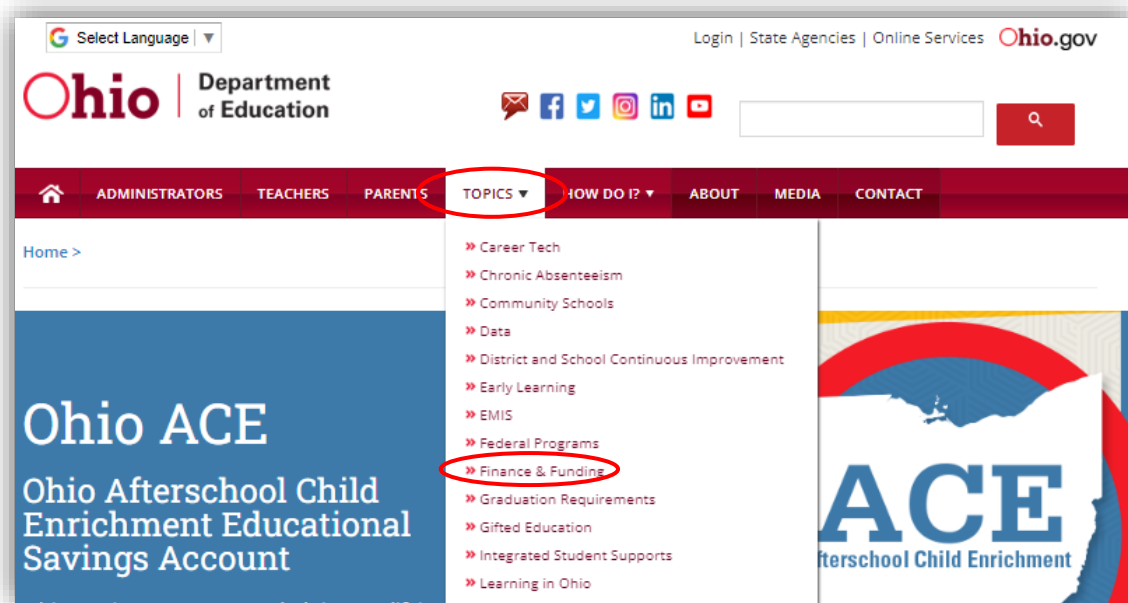 Select Language ▼
Login | State Agencies | Online Services Ohio.gov
Ohio Department
of Education
ADMINISTRATORS TEACHERS PARENTS TOPICS ▼ HOW DO I? ▼ ABOUT MEDIA CONTACT
Home >
» Career Tech
» Chronic Absenteeism
» Community Schools
» Data
» District and School Continuous Improvement
» Early Learning
» EMIS
» Federal Programs
» Finance & Funding
» Graduation Requirements
» Gifted Education
» Integrated Student Supports
» Learning in Ohio
Ohio ACE
Ohio Afterschool Child
Enrichment Educational
Savings Account
ACE
fterschool Child Enrichment